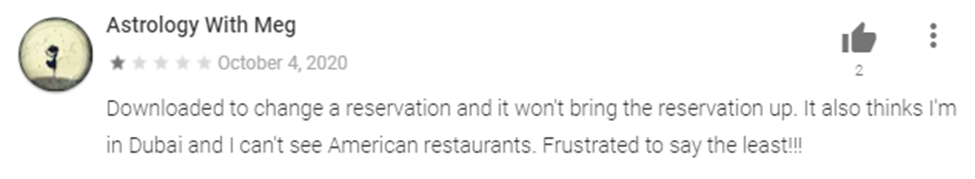 Astrology With Meg
October 4, 2020
2
Downloaded to change a reservation and it won't bring the reservation up. It also thinks I'm
in Dubai and I can't see American restaurants. Frustrated to say the least!!!